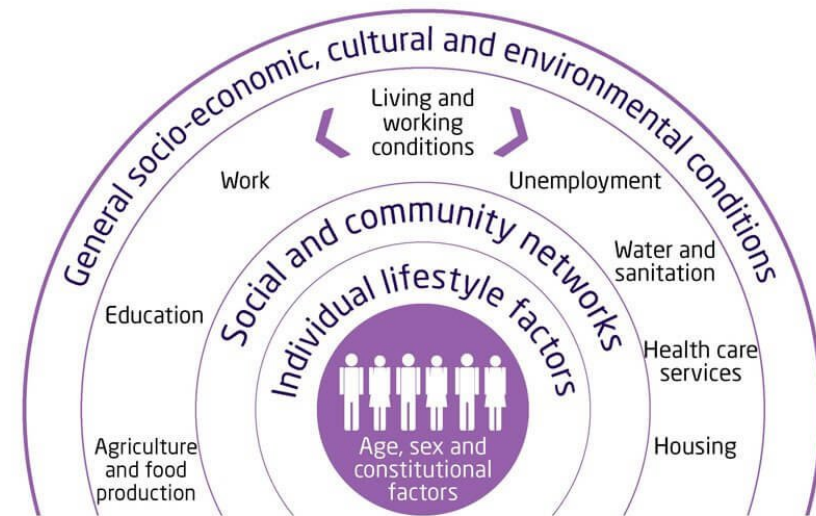 General socio-economic, cultural and environmental conditions
Living and
working
conditions
Work
Unemployment
Social and community networks
Water and
sanitation
Individual lifestyle factors
Education
Health care
services
Agriculture
and food
production
Housing
Age, sex and
constitutional
factors